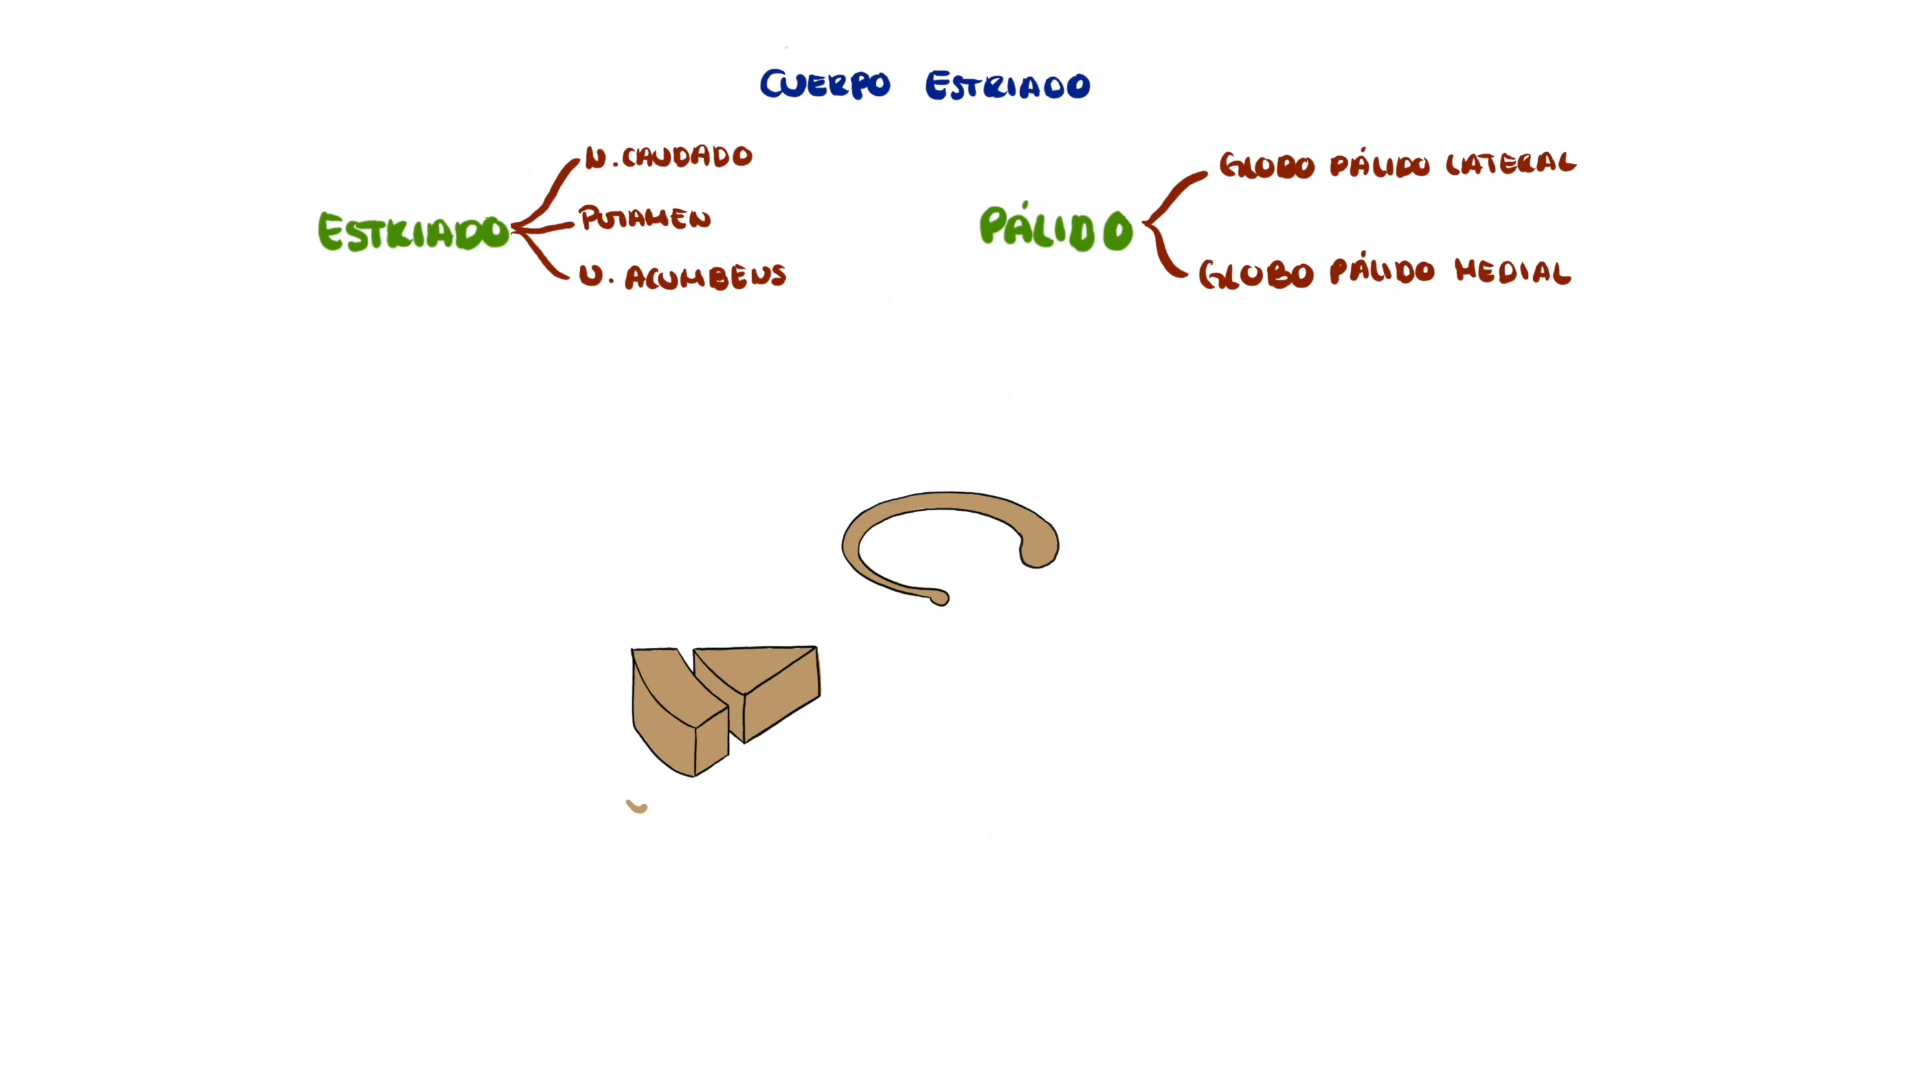 CUERPO ESTRIADO
N. CAUDADO
ESTRIADO
PUTAMEN
N. ACUMBENS
GLOBO PÁLIDO LATERAL
PÁLIDO
GLOBO PÁLIDO MEDIAL